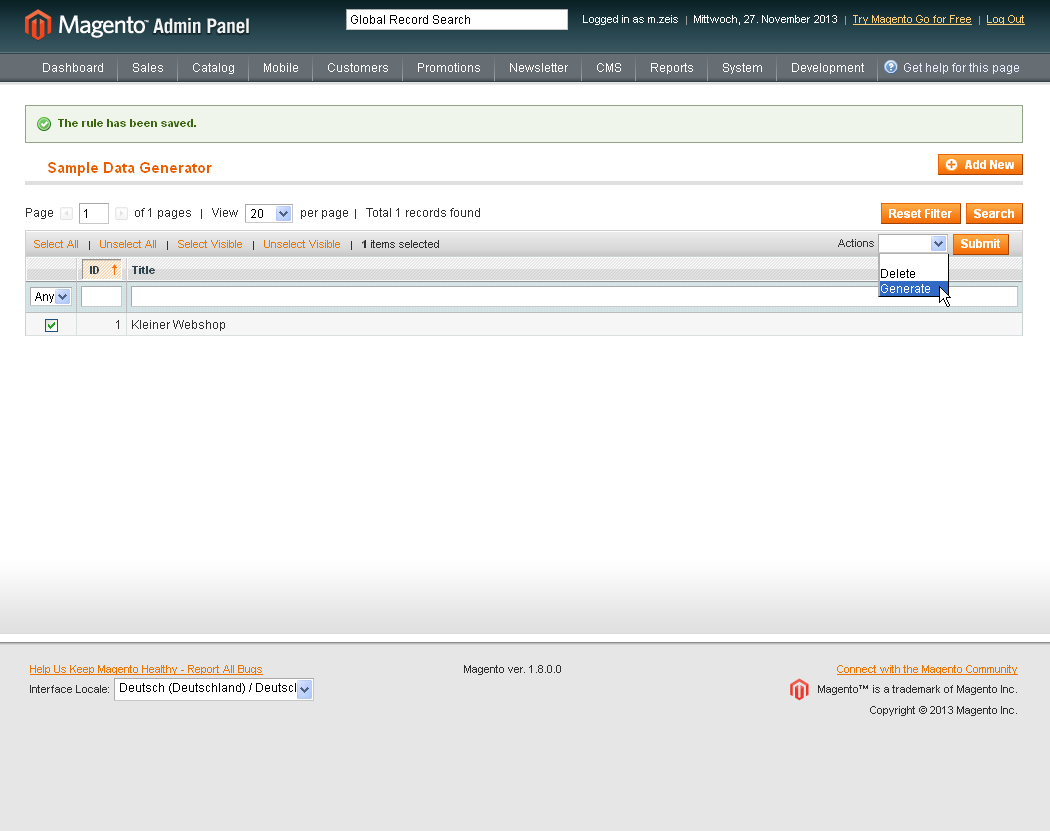 Magento™ Admin Panel
Global Record Search
Logged in as m.zeis | Mittwoch, 27. November 2013 | Try Magento Go for Free | Log Out
Dashboard Sales Catalog Mobile Customers Promotions Newsletter CMS Reports System Development Get help for this page
The rule has been saved.
Sample Data Generator
Add New
Page 1 of 1 pages | View 20 per page | Total 1 records found
Reset Filter Search
Select All | Unselect All | Select Visible | Unselect Visible | 1 items selected
Actions Submit
Delete
Generate
ID ↑ Title
Any
1 Kleiner Webshop
Help Us Keep Magento Healthy - Report All Bugs
Interface Locale: Deutsch (Deutschland) / Deutscl
Magento ver. 1.8.0.0
Connect with the Magento Community
Magento™ is a trademark of Magento Inc.
Copyright © 2013 Magento Inc.